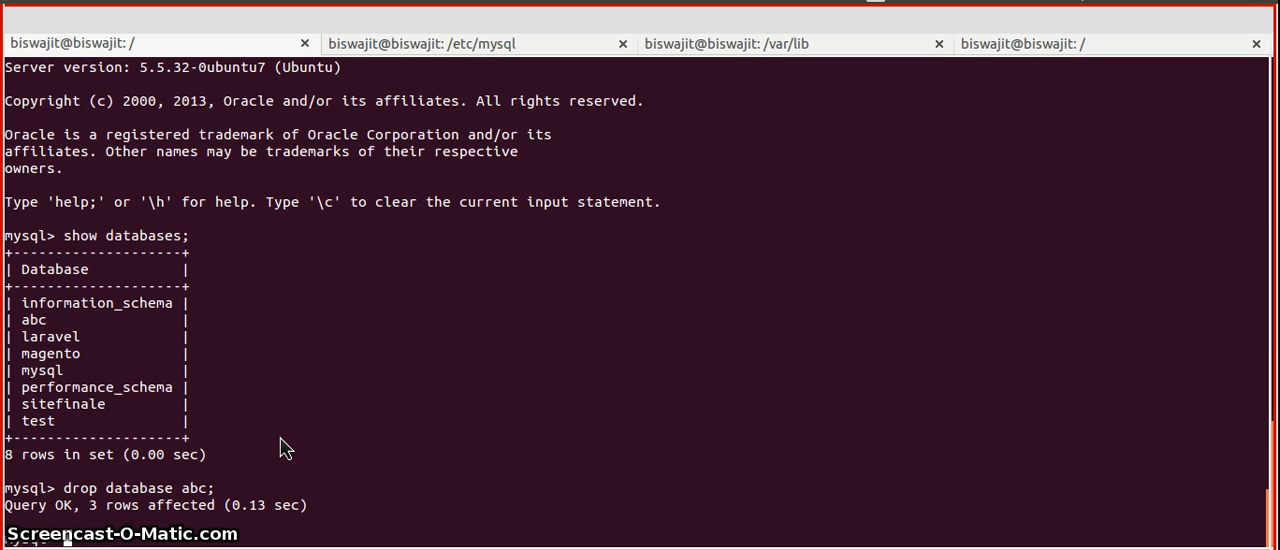 biswajit@biswajit: / × biswajit@biswajit: /etc/mysql × biswajit@biswajit: /var/lib × biswajit@biswajit: / ×
Server version: 5.5.32-0ubuntu7 (Ubuntu)
Copyright (c) 2000, 2013, Oracle and/or its affiliates. All rights reserved.
Oracle is a registered trademark of Oracle Corporation and/or its
affiliates. Other names may be trademarks of their respective
owners.
Type 'help;' or '\h' for help. Type '\c' to clear the current input statement.
mysql> show databases;
+--------------------+
| Database           |
+--------------------+
| information_schema |
| abc                |
| laravel            |
| magento            |
| mysql              |
| performance_schema |
| sitefinale         |
| test               |
+--------------------+
8 rows in set (0.00 sec)
mysql> drop database abc;
Query OK, 3 rows affected (0.13 sec)
Screencast-O-Matic.com